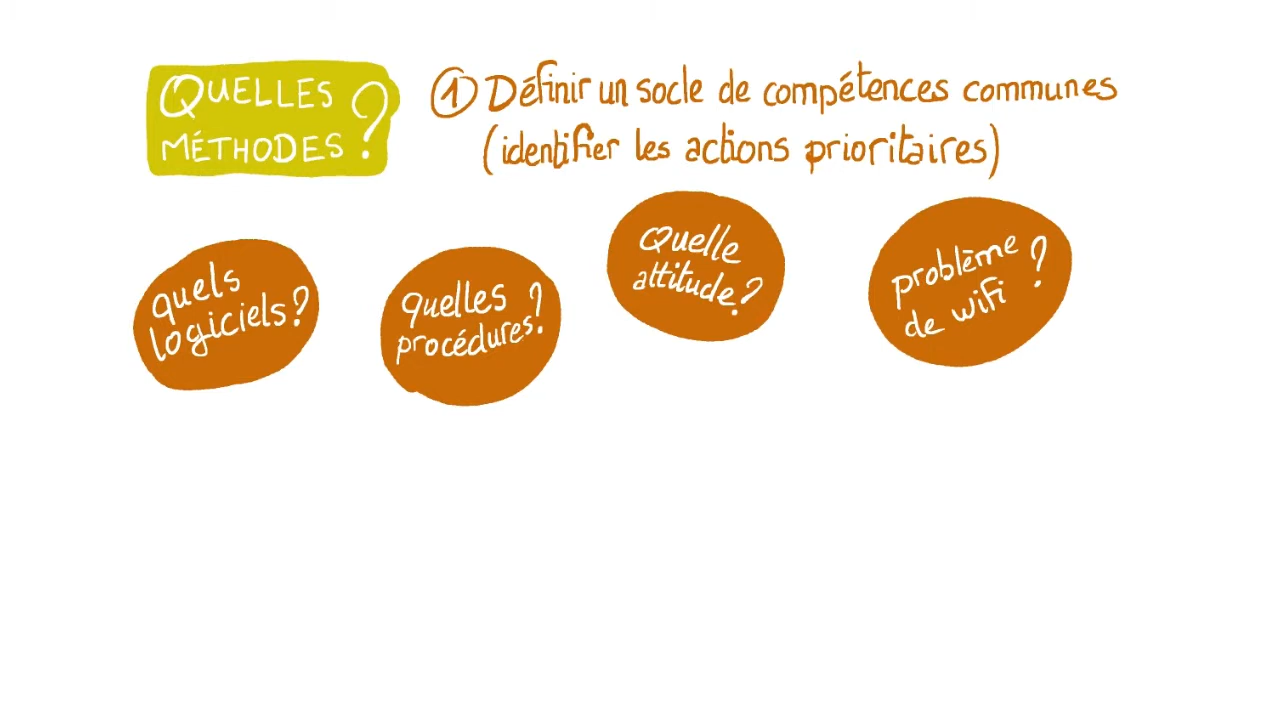 QUELLES
MÉTHODES ?
① Définir un socle de compétences communes
(identifier les actions prioritaires)
quels
logiciels ?
quelles
procédures ?
Quelle
attitude ?
problème
de wifi ?